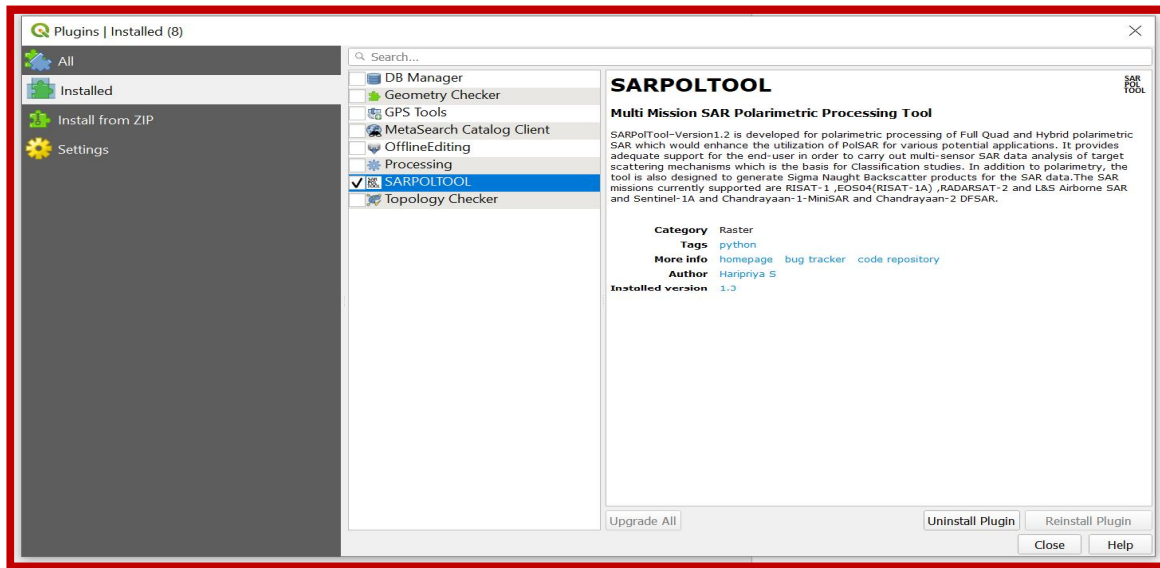 Plugins | Installed (8)
All
Installed
Install from ZIP
Settings
Search...
DB Manager
Geometry Checker
GPS Tools
MetaSearch Catalog Client
OfflineEditing
Processing
SAR
POL
TOOL
SARPOLTOOL
Topology Checker
SARPOLTOOL
SAR
POL
TOOL
Multi Mission SAR Polarimetric Processing Tool
SARPolTool-Version1.2 is developed for polarimetric processing of Full Quad and Hybrid polarimetric
SAR which would enhance the utilization of PolSAR for various potential applications. It provides
adequate support for the end-user in order to carry out multi-sensor SAR data analysis of target
scattering mechanisms which is the basis for Classification studies. In addition to polarimetry, the
tool is also designed to generate Sigma Naught Backscatter products for the SAR data.The SAR
missions currently supported are RISAT-1 ,EOS04(RISAT-1A) ,RADARSAT-2 and L&S Airborne SAR
and Sentinel-1A and Chandrayaan-1-MiniSAR and Chandrayaan-2 DFSAR.
Category Raster
Tags python
More info homepage bug tracker code repository
Author Haripriya S
Installed version
Upgrade All Uninstall Plugin Reinstall Plugin
Close Help